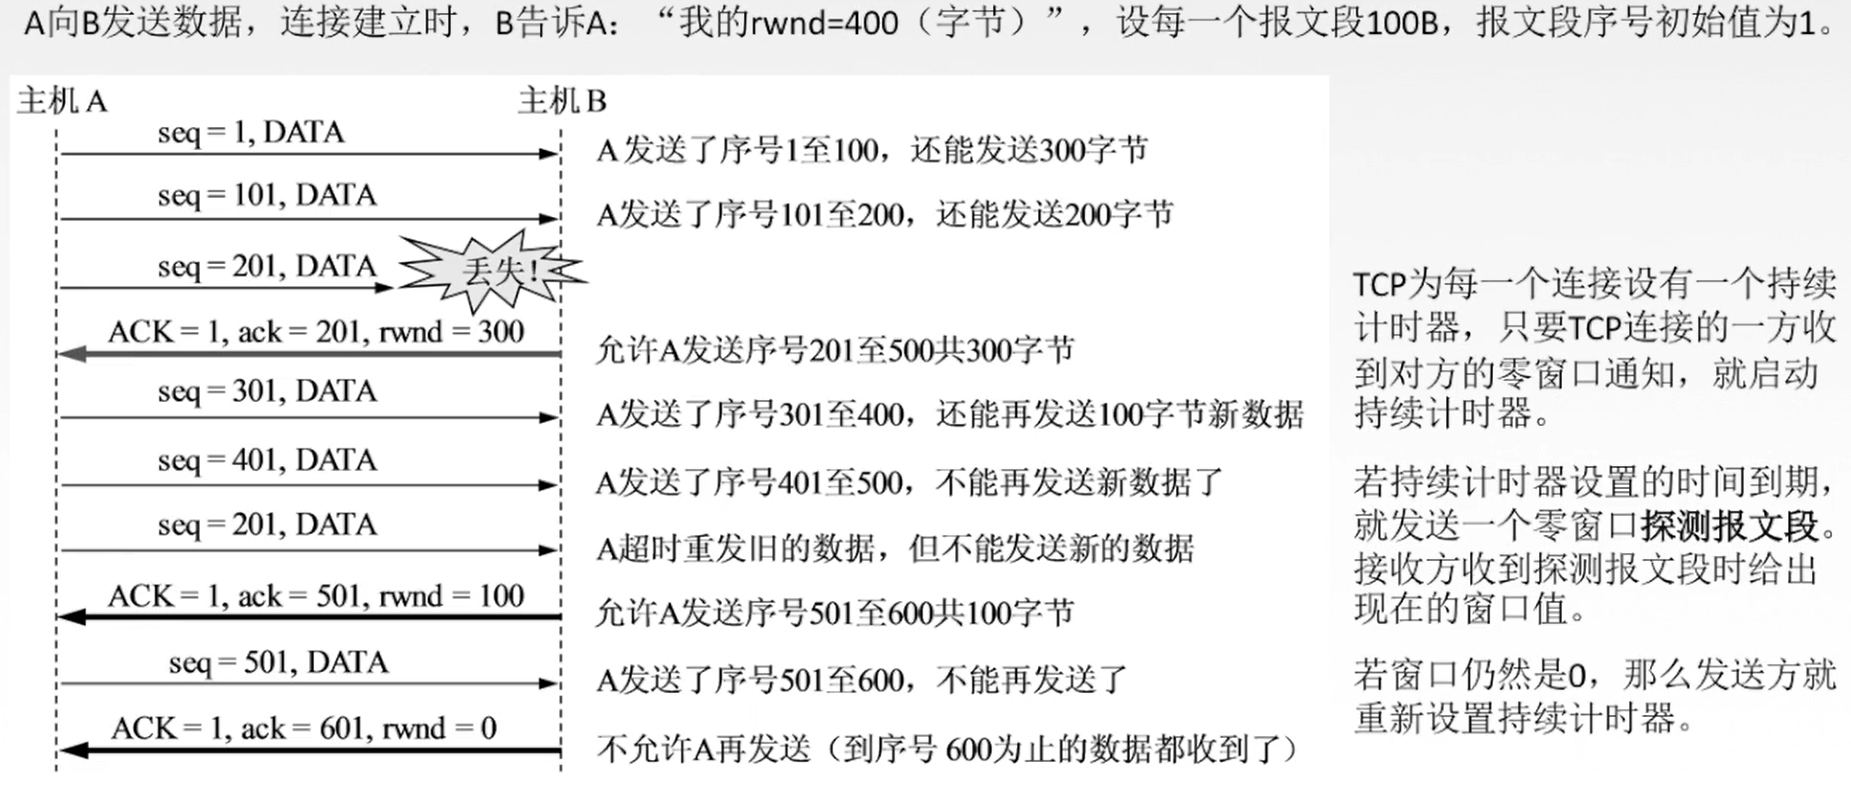 A向B发送数据，连接建立时，B告诉A：“我的rwnd=400（字节）”，设每一个报文段100B，报文段序号初始值为1。
主机 A
主机 B
seq = 1, DATA
A 发送了序号1至100，还能发送300字节
seq = 101, DATA
A发送了序号101至200，还能发送200字节
seq = 201, DATA
丢失!
ACK = 1, ack = 201, rwnd = 300
允许A发送序号201至500共300字节
seq = 301, DATA
A发送了序号301至400，还能再发送100字节新数据
seq = 401, DATA
A发送了序号401至500，不能再发送新数据了
seq = 201, DATA
A超时重发旧的数据，但不能发送新的数据
ACK = 1, ack = 501, rwnd = 100
允许A发送序号501至600共100字节
seq = 501, DATA
A发送了序号501至600，不能再发送了
ACK = 1, ack = 601, rwnd = 0
不允许A再发送（到序号 600为止的数据都收到了）
TCP为每一个连接设有一个持续
计时器，只要TCP连接的一方收
到对方的零窗口通知，就启动
持续计时器。
若持续计时器设置的时间到期，
就发送一个零窗口探测报文段。
接收方收到探测报文段时给出
现在的窗口值。
若窗口仍然是0，那么发送方就
重新设置持续计时器。